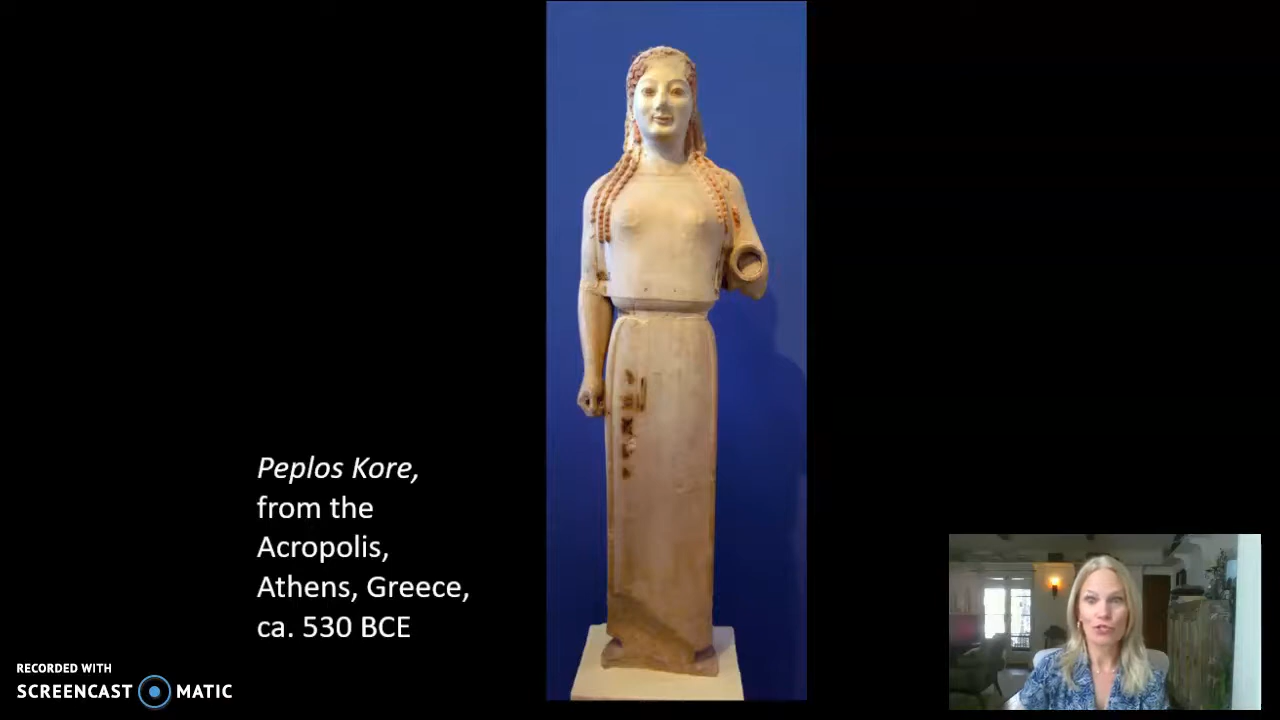 Peplos Kore,
from the
Acropolis,
Athens, Greece,
ca. 530 BCE
RECORDED WITH
SCREENCAST MATIC